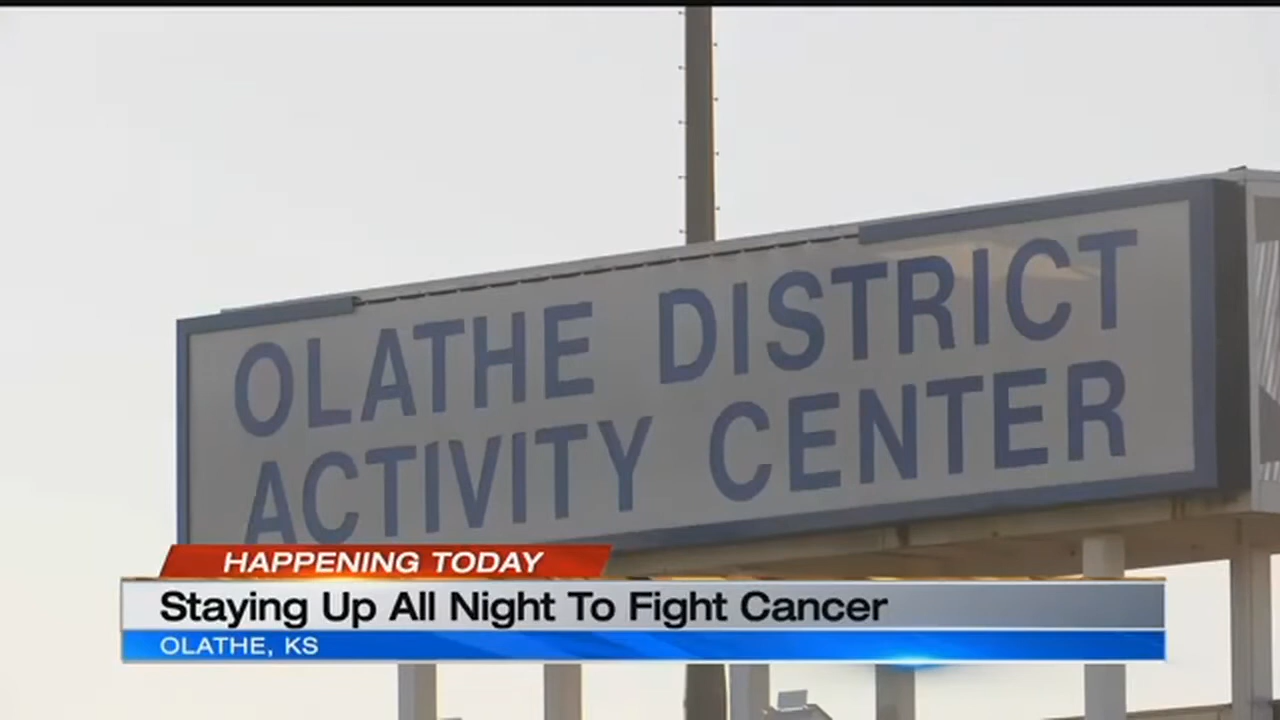 OLATHE DISTRICT
ACTIVITY CENTER
HAPPENING TODAY
Staying Up All Night To Fight Cancer
OLATHE, KS